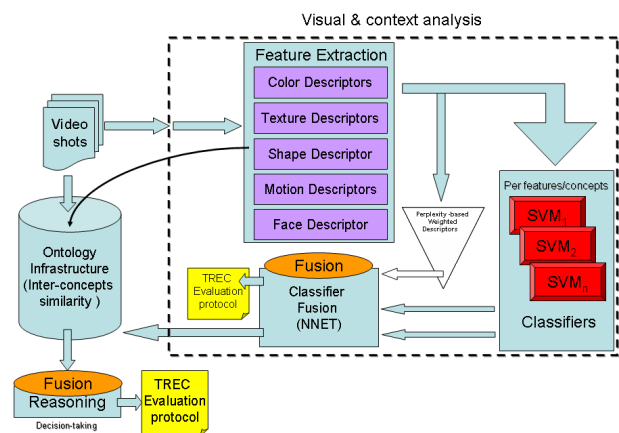 Visual & context analysis
Feature Extraction
Color Descriptors
Texture Descriptors
Shape Descriptor
Motion Descriptors
Face Descriptor
Video
shots
Per features/concepts
SVM1
SVM2
SVMn
Classifiers
Perplexity -based
Weighted
Descriptors
Ontology
Infrastructure
(Inter-concepts
similarity )
TREC
Evaluation
protocol
Fusion
Classifier
Fusion
(NNET)
Fusion
Reasoning
Decision-taking
TREC
Evaluation
protocol